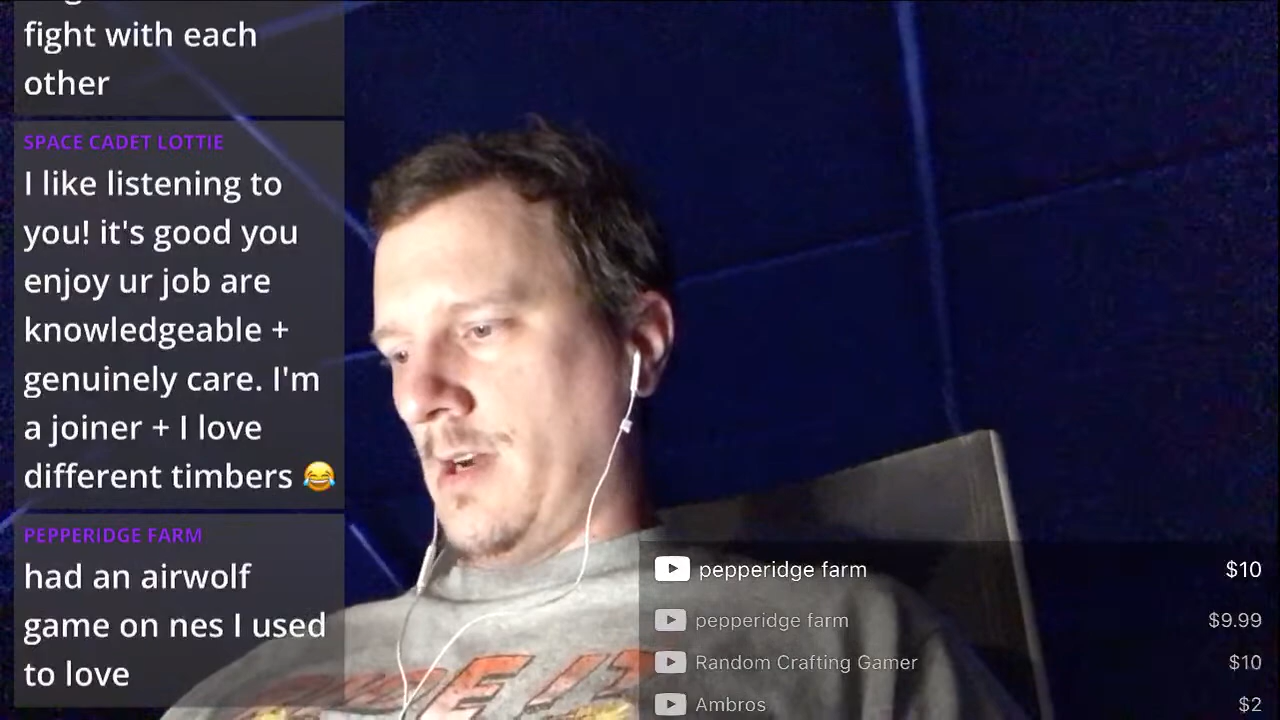 fight with each
other
SPACE CADET LOTTIE
I like listening to
you! it's good you
enjoy ur job are
knowledgeable +
genuinely care. I'm
a joiner + I love
different timbers 😂
PEPPERIDGE FARM
had an airwolf
game on nes I used
to love
pepperidge farm $10
pepperidge farm $9.99
Random Crafting Gamer $10
Ambros $2